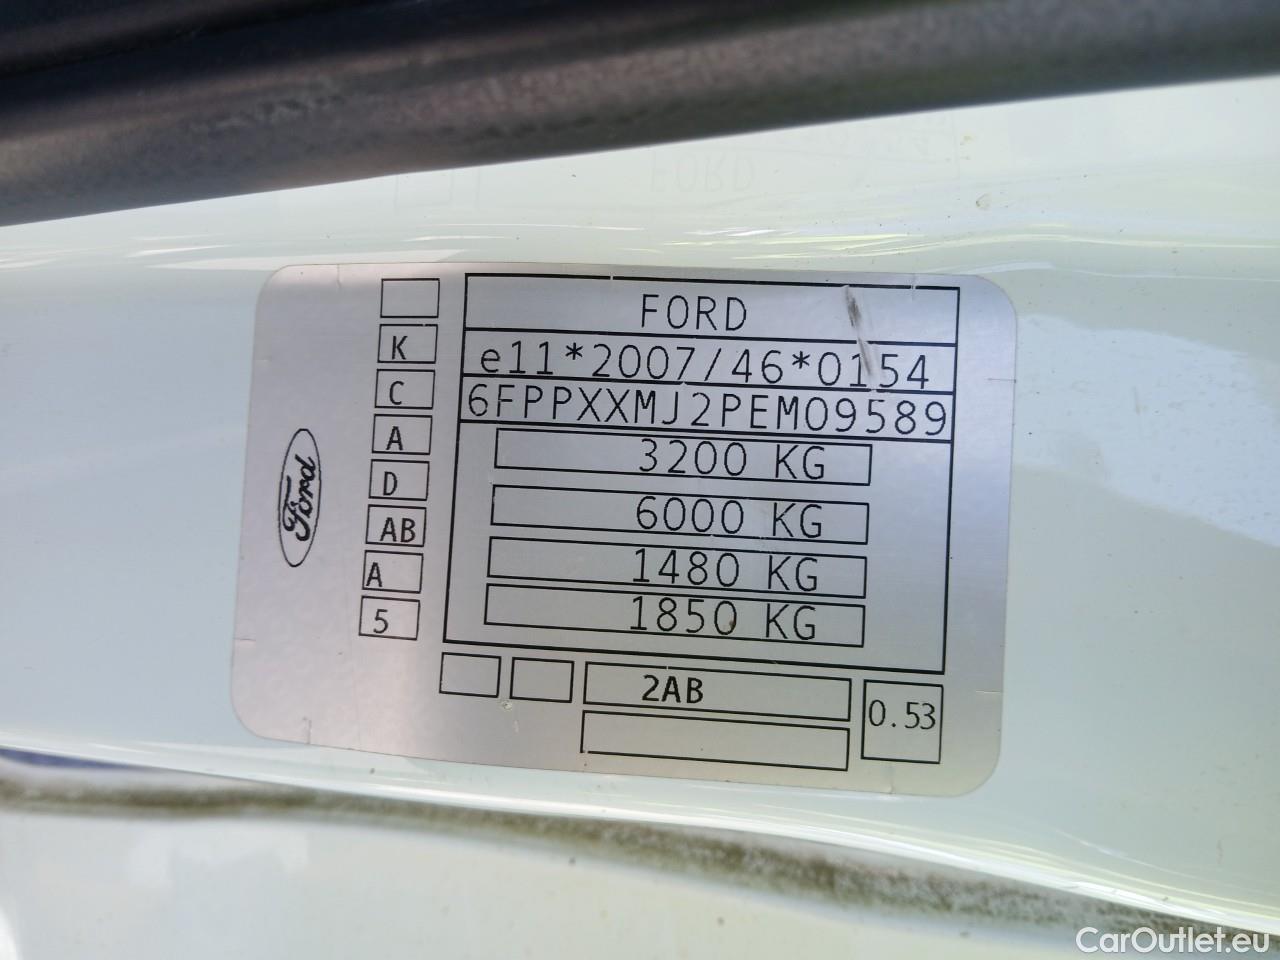 FORD
e11*2007/46*0154
6FPPXXMJ2PEM09589
3200 KG
6000 KG
1480 KG
1850 KG
K
C
A
D
AB
A
5
Ford
2AB
0.53
CarOutlet.eu